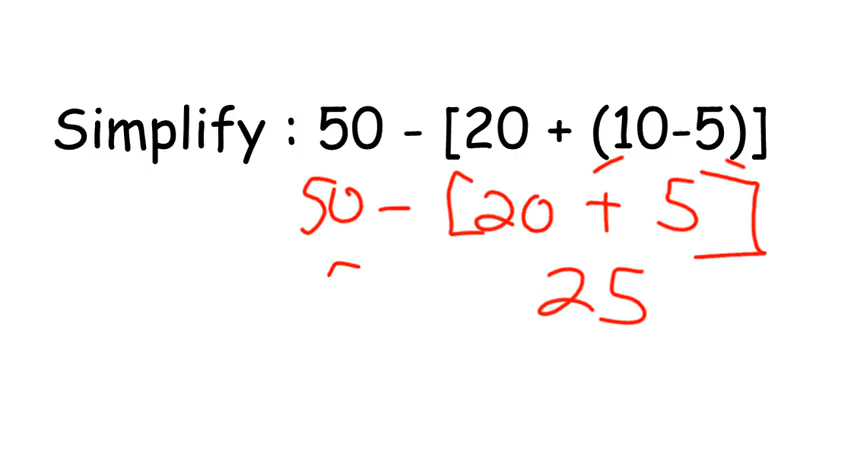 Simplify : 50 - [20 + (10-5)]
50 - [20 + 5]
25